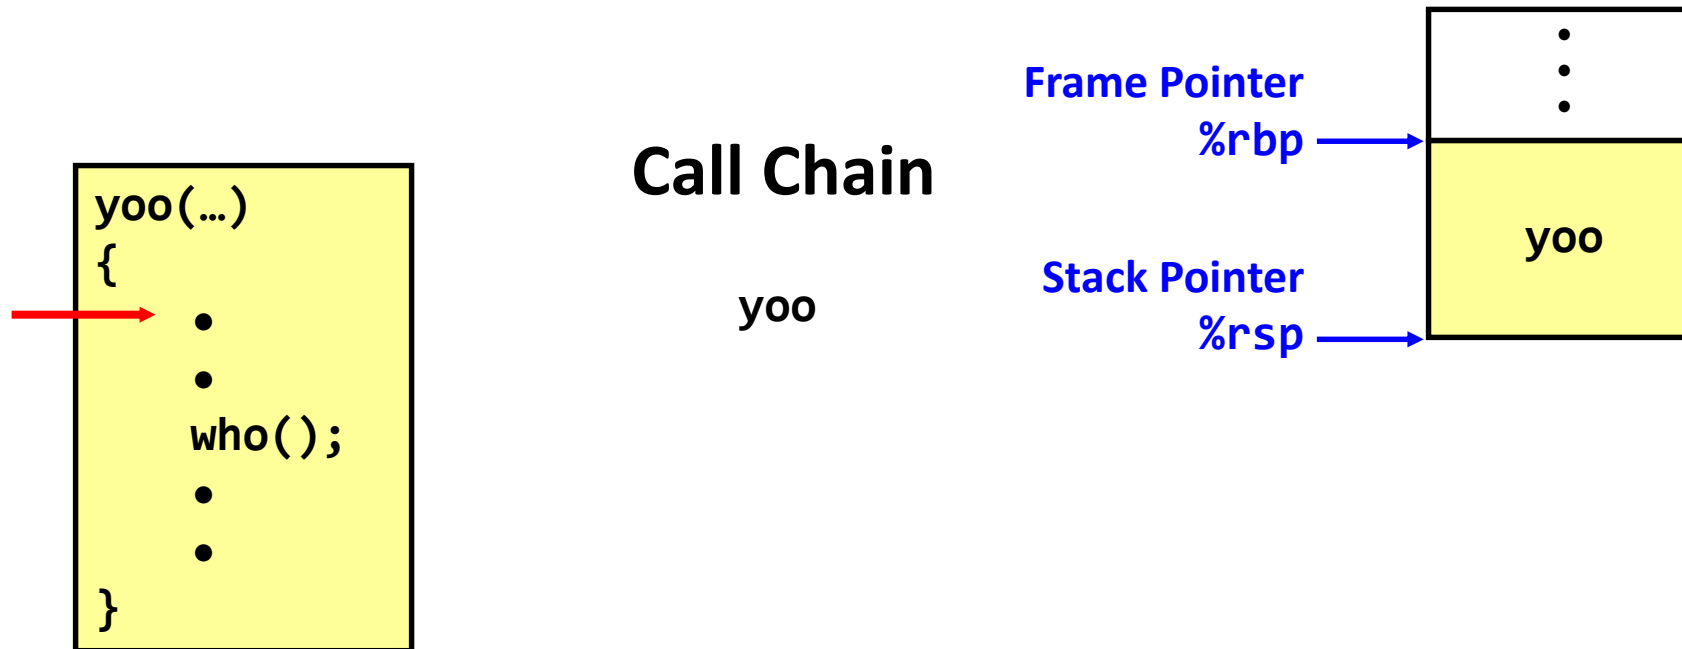 yoo(…)
{
•
•
who();
•
•
}
Call Chain
yoo
Frame Pointer
%rbp
Stack Pointer
%rsp
•
•
•
yoo